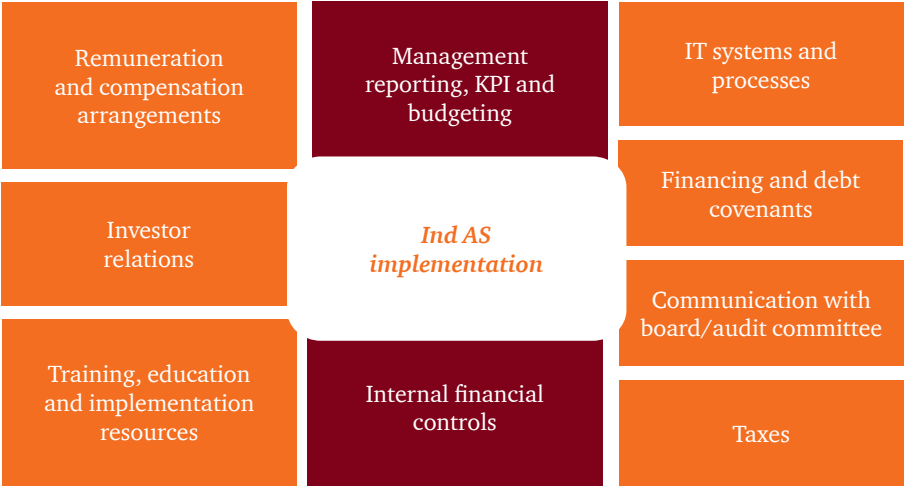 Remuneration
and compensation
arrangements
Management
reporting, KPI and
budgeting
IT systems and
processes
Investor
relations
Ind AS
implementation
Financing and debt
covenants
Communication with
board/audit committee
Training, education
and implementation
resources
Internal financial
controls
Taxes